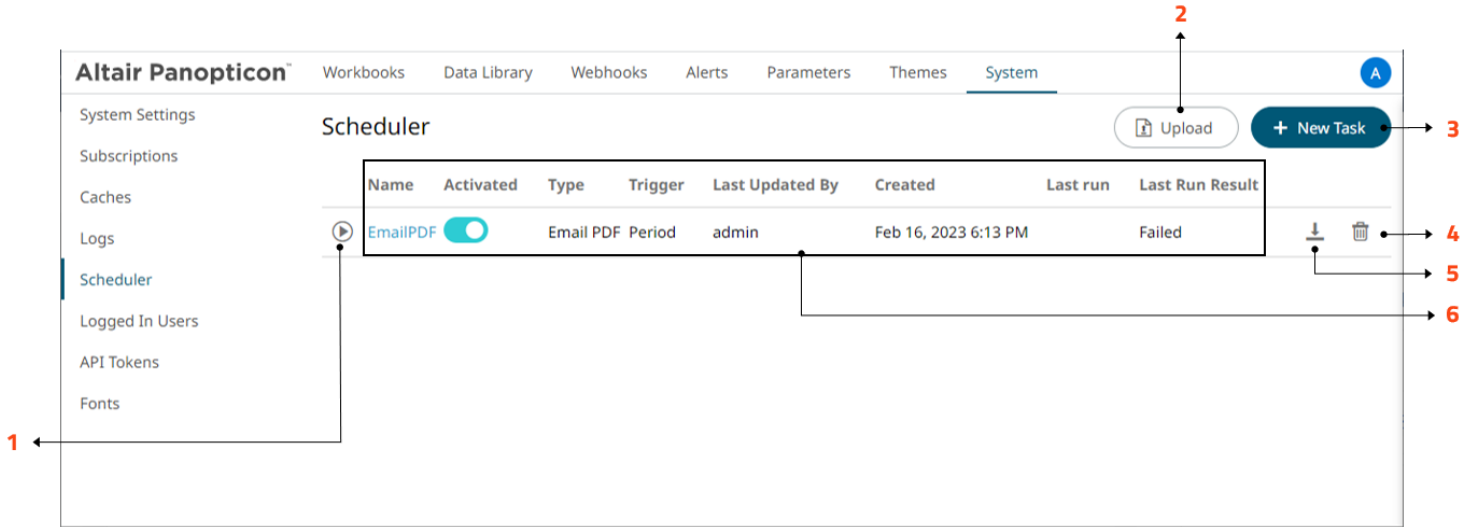 2
Altair Panopticon™ Workbooks Data Library Webhooks Alerts Parameters Themes System A
System Settings
Scheduler Upload + New Task 3
Subscriptions
Name Activated Type Trigger Last Updated By Created Last run Last Run Result
Caches
EmailPDF Email PDF Period admin Feb 16, 2023 6:13 PM Failed 4
Logs
5
Scheduler
6
Logged In Users
API Tokens
Fonts
1